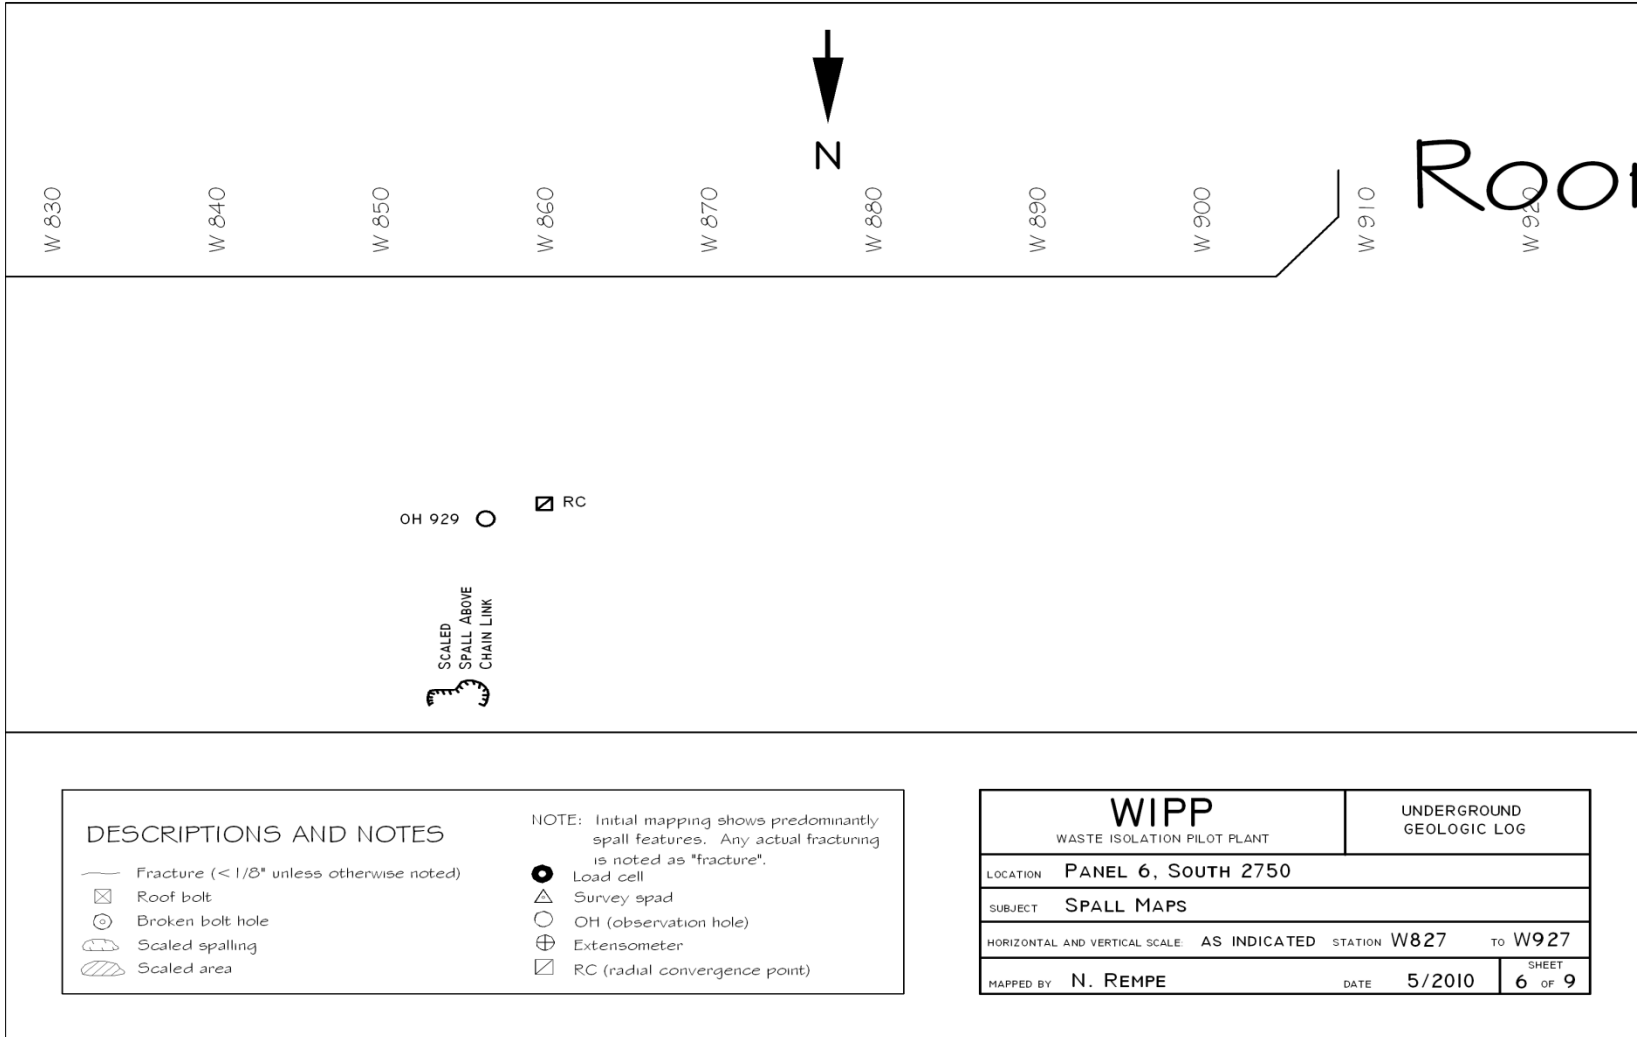 N
Roo
W 830
W 840
W 850
W 860
W 870
W 880
W 890
W 900
W 910
W 920
RC
OH 929
SCALED
SPALL ABOVE
CHAIN LINK
DESCRIPTIONS AND NOTES
Fracture (<1/8" unless otherwise noted)
Roof bolt
Broken bolt hole
Scaled spalling
Scaled area
NOTE: Initial mapping shows predominantly
spall features. Any actual fracturing
is noted as "fracture".
Load cell
Survey spad
OH (observation hole)
Extensometer
RC (radial convergence point)
WIPP
WASTE ISOLATION PILOT PLANT
UNDERGROUND
GEOLOGIC LOG
LOCATION PANEL 6, SOUTH 2750
SUBJECT SPALL MAPS
HORIZONTAL AND VERTICAL SCALE: AS INDICATED STATION W827 TO W927
MAPPED BY N. REMPE DATE 5/2010 SHEET 6 OF 9